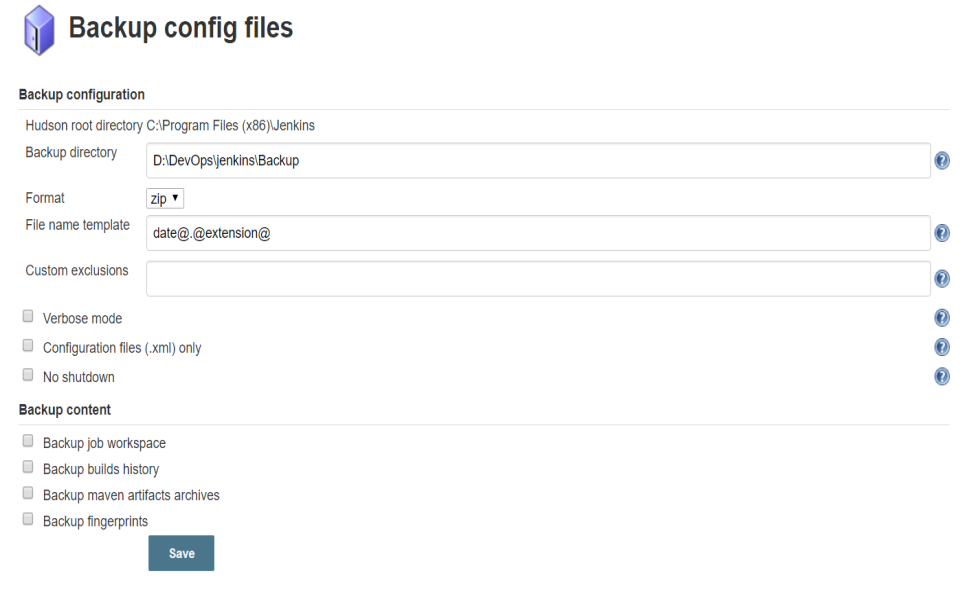 Backup config files
Backup configuration
Hudson root directory C:\Program Files (x86)\Jenkins
Backup directory D:\DevOps\jenkins\Backup
Format zip
File name template date@.@extension@
Custom exclusions
Verbose mode
Configuration files (.xml) only
No shutdown
Backup content
Backup job workspace
Backup builds history
Backup maven artifacts archives
Backup fingerprints
Save